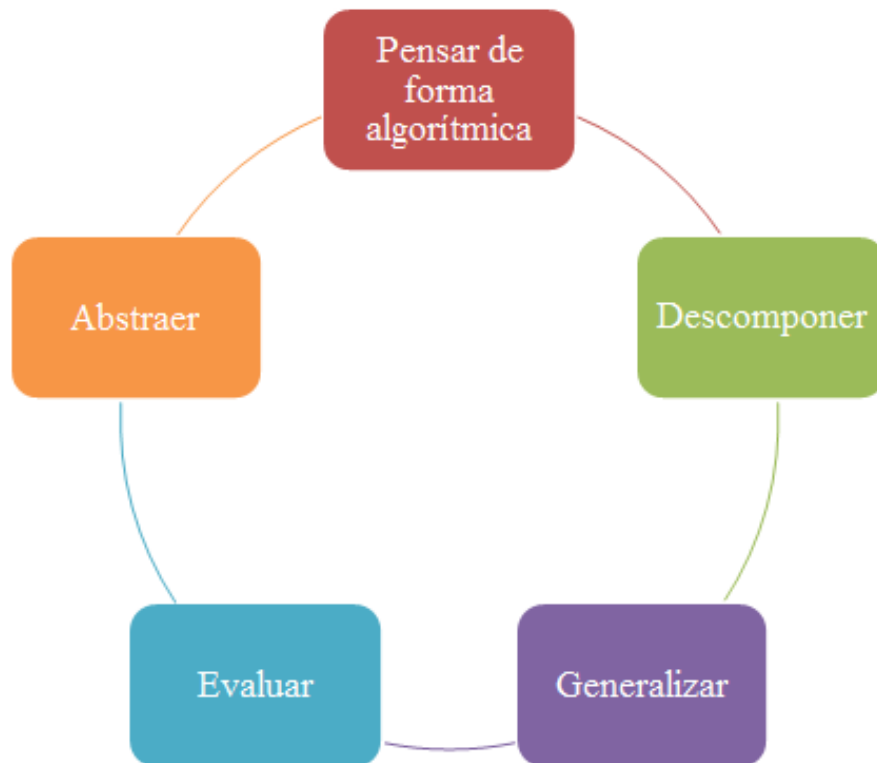 Pensar de
forma
algorítmica
Abstraer
Descomponer
Evaluar
Generalizar